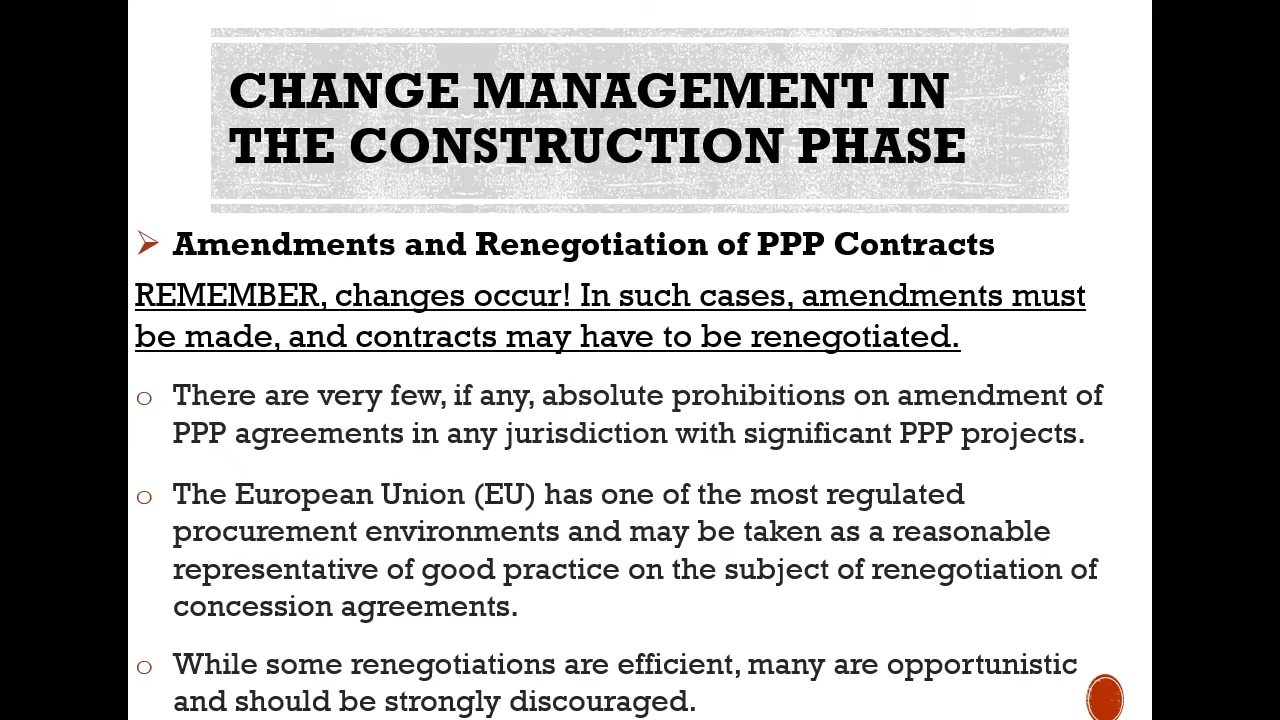 CHANGE MANAGEMENT IN
THE CONSTRUCTION PHASE
Amendments and Renegotiation of PPP Contracts
REMEMBER, changes occur! In such cases, amendments must
be made, and contracts may have to be renegotiated.
There are very few, if any, absolute prohibitions on amendment of
PPP agreements in any jurisdiction with significant PPP projects.
The European Union (EU) has one of the most regulated
procurement environments and may be taken as a reasonable
representative of good practice on the subject of renegotiation of
concession agreements.
While some renegotiations are efficient, many are opportunistic
and should be strongly discouraged.